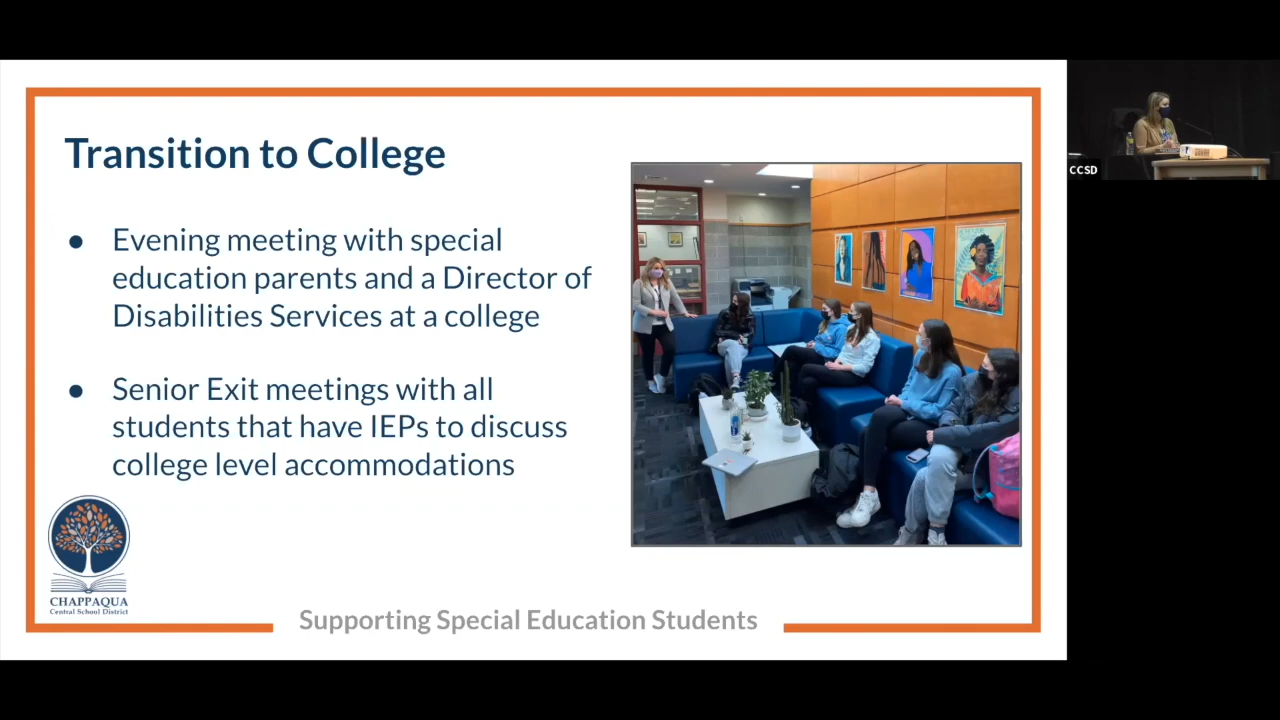 Transition to College
● Evening meeting with special
education parents and a Director of
Disabilities Services at a college
● Senior Exit meetings with all
students that have IEPs to discuss
college level accommodations
CHAPPAQUA
Central School District
Supporting Special Education Students
CCSD